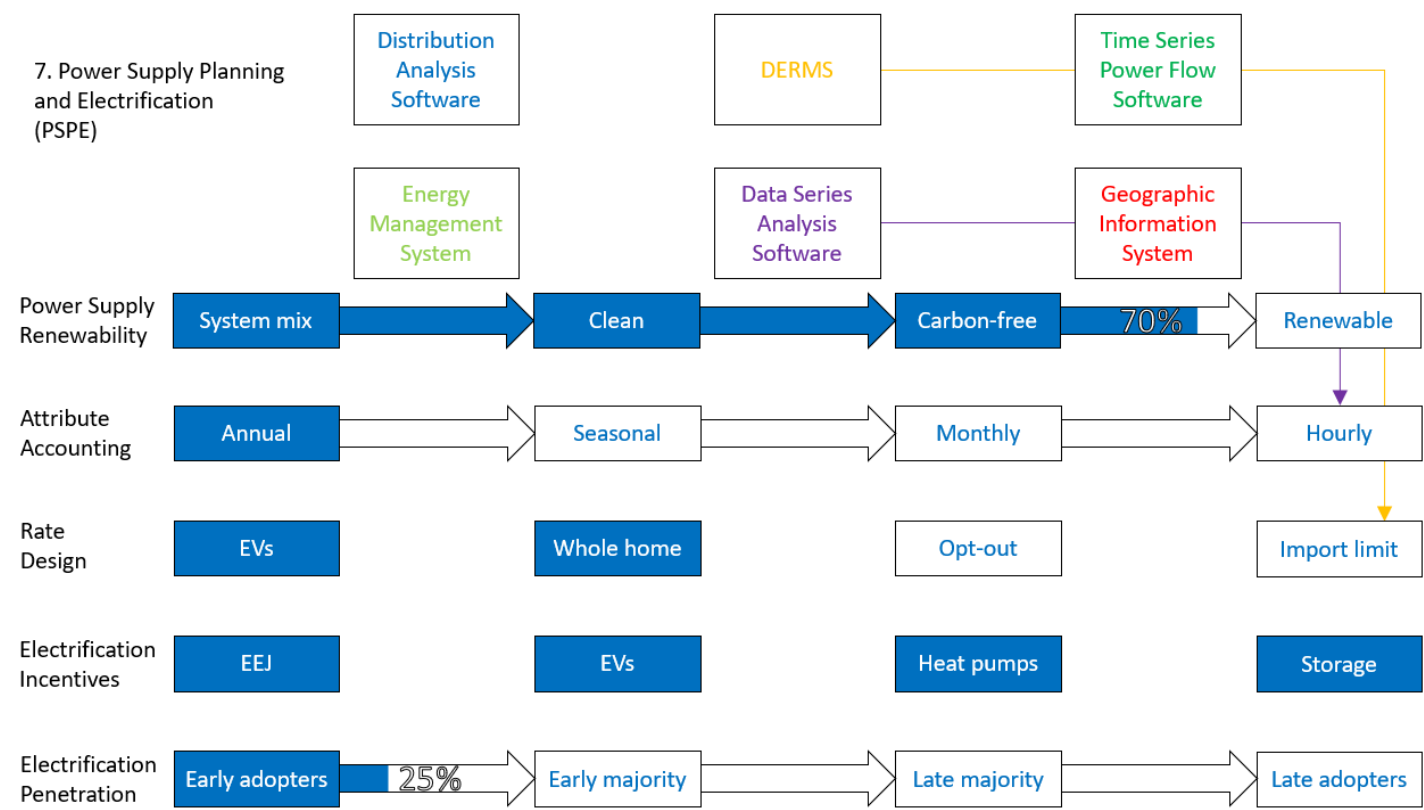 7. Power Supply Planning
and Electrification
(PSPE)
Distribution
Analysis
Software
DERMS
Time Series
Power Flow
Software
Energy
Management
System
Data Series
Analysis
Software
Geographic
Information
System
Power Supply
Renewability
System mix
Clean
Carbon-free
70%
Renewable
Attribute
Accounting
Annual
Seasonal
Monthly
Hourly
Rate
Design
EVs
Whole home
Opt-out
Import limit
Electrification
Incentives
EEJ
EVs
Heat pumps
Storage
Electrification
Penetration
Early adopters
25%
Early majority
Late majority
Late adopters